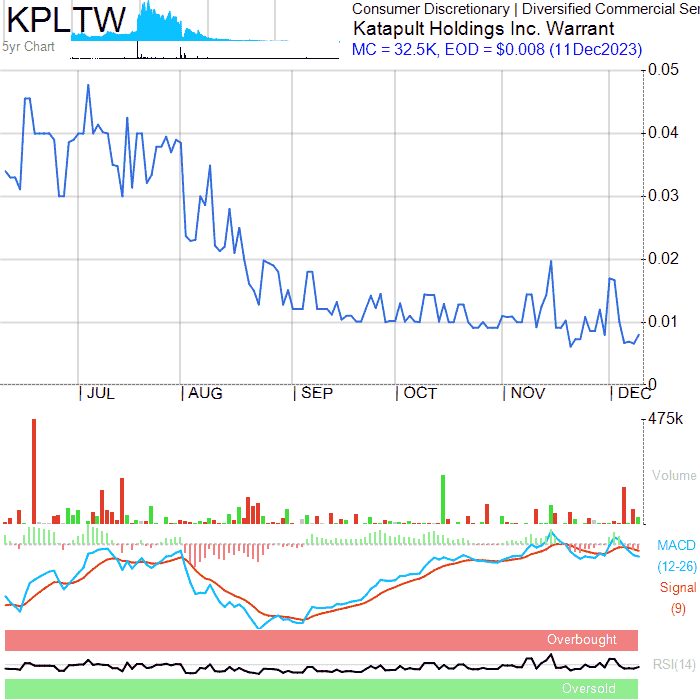 KPLTW
5yr Chart
Consumer Discretionary | Diversified Commercial Ser
Katapult Holdings Inc. Warrant
MC = 32.5K, EOD = $0.008 (11Dec2023)
0.05
0.04
0.03
0.02
0.01
0
JUL
AUG
SEP
OCT
NOV
DEC
475k
Volume
MACD
(12-26)
Signal
(9)
Overbought
RSI(14)
Oversold